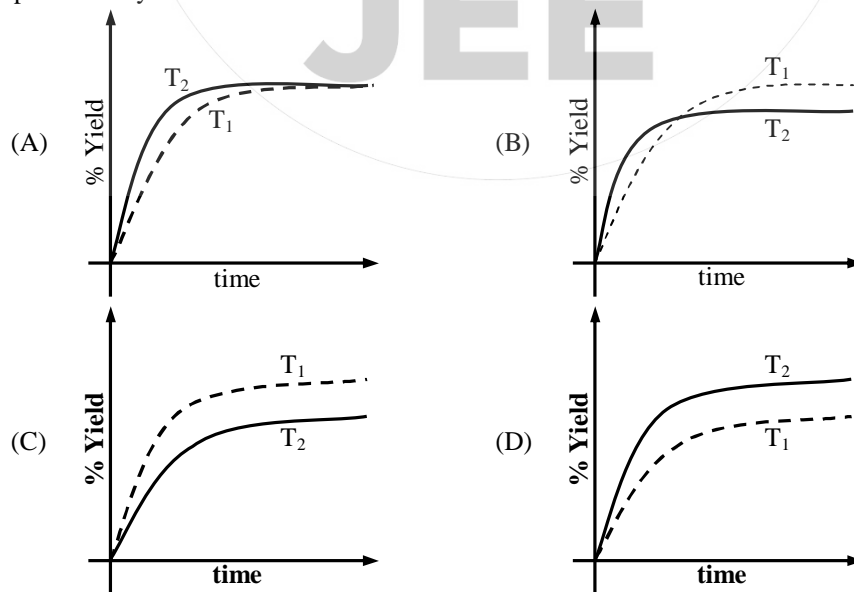 JEE
T₂
T₁
(A)
% Yield
time
T₁
T₂
(B)
% Yield
time
T₁
T₂
(C)
% Yield
time
T₂
T₁
(D)
% Yield
time